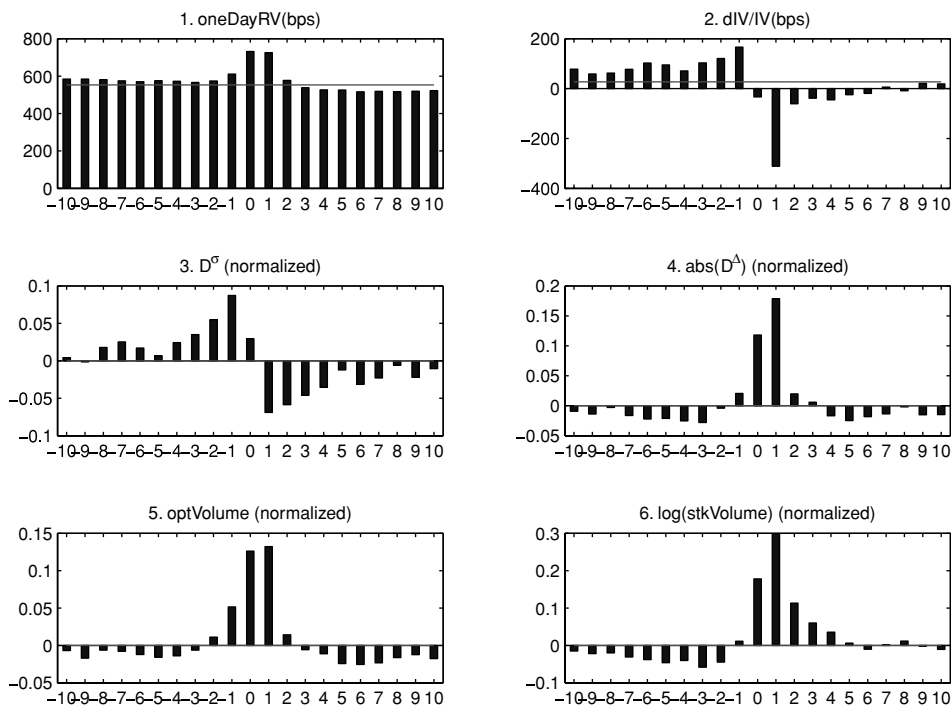 1. oneDayRV(bps)
800
600
400
200
0
−10−9−8−7−6−5−4−3−2−1 0 1 2 3 4 5 6 7 8 9 10
2. dIV/IV(bps)
200
0
−200
−400
−10−9−8−7−6−5−4−3−2−1 0 1 2 3 4 5 6 7 8 9 10
3. D^σ (normalized)
0.1
0.05
0
−0.05
−0.1
−10−9−8−7−6−5−4−3−2−1 0 1 2 3 4 5 6 7 8 9 10
4. abs(D^Δ) (normalized)
0.2
0.15
0.1
0.05
0
−0.05
−10−9−8−7−6−5−4−3−2−1 0 1 2 3 4 5 6 7 8 9 10
5. optVolume (normalized)
0.15
0.1
0.05
0
−0.05
−10−9−8−7−6−5−4−3−2−1 0 1 2 3 4 5 6 7 8 9 10
6. log(stkVolume) (normalized)
0.3
0.2
0.1
0
−0.1
−10−9−8−7−6−5−4−3−2−1 0 1 2 3 4 5 6 7 8 9 10